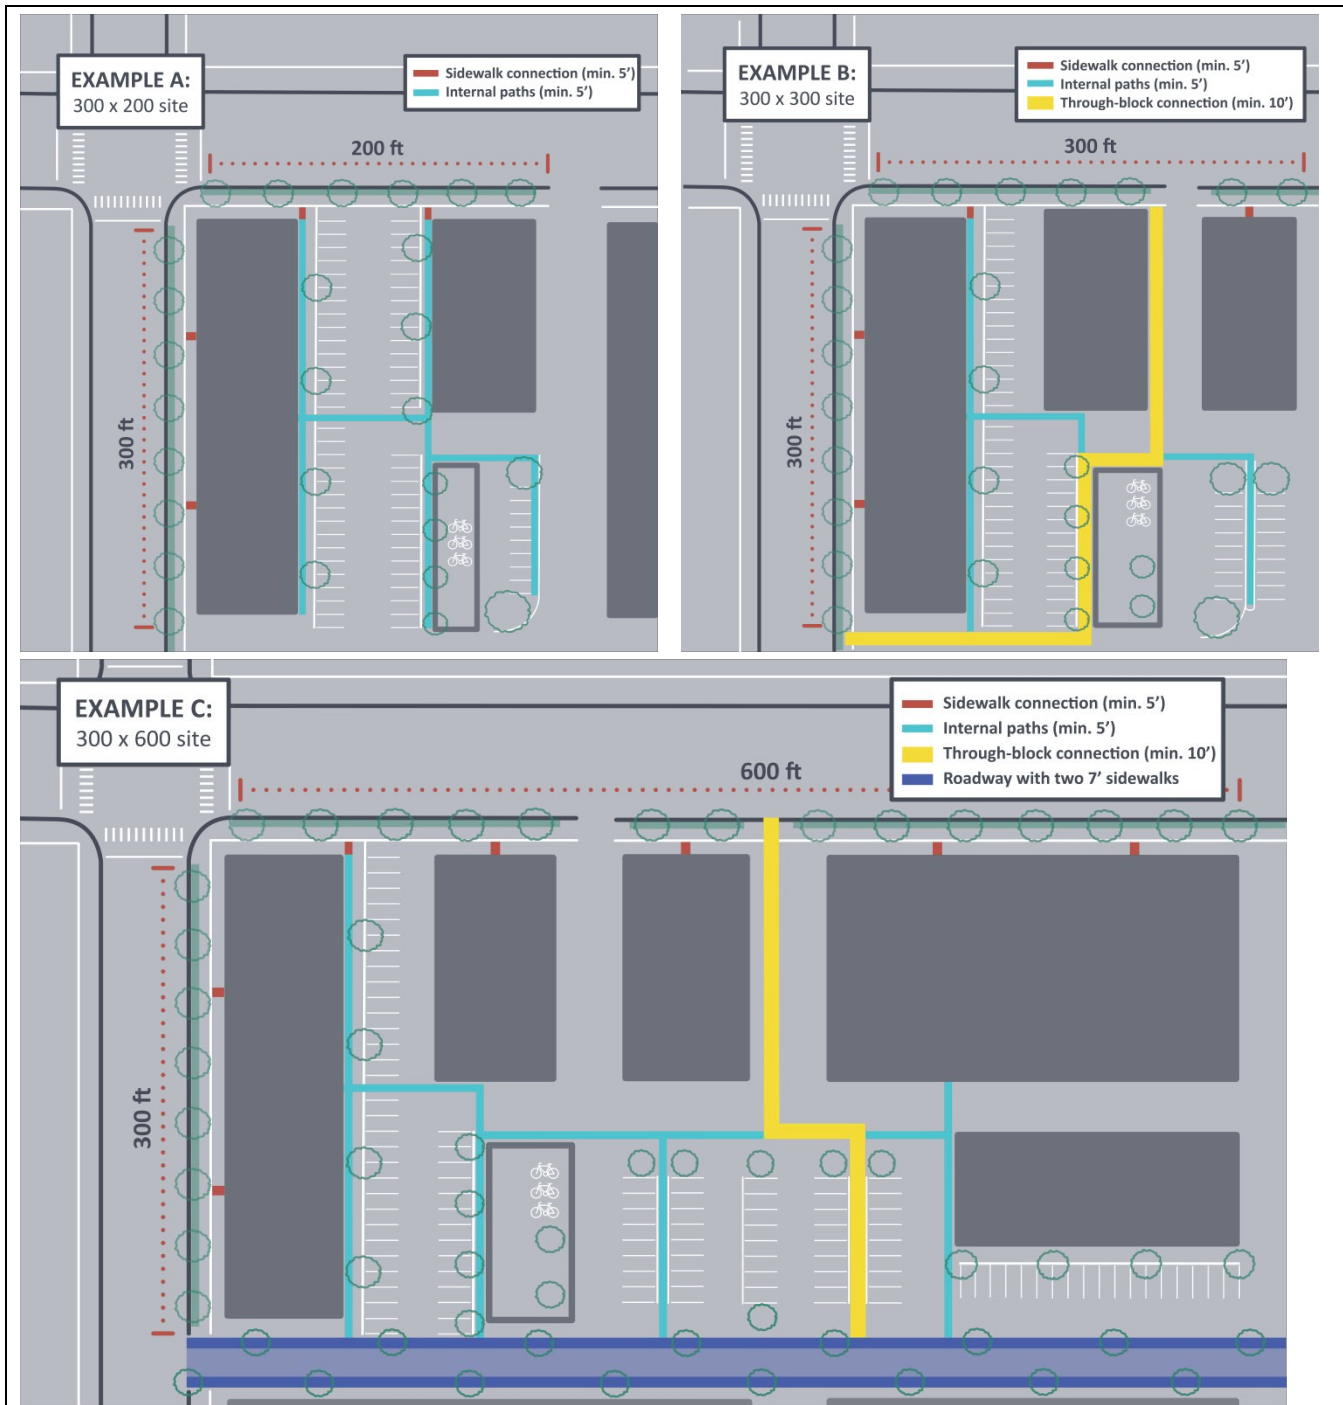 EXAMPLE A:
300 x 200 site
Sidewalk connection (min. 5’)
Internal paths (min. 5’)
200 ft
300 ft
EXAMPLE B:
300 x 300 site
Sidewalk connection (min. 5’)
Internal paths (min. 5’)
Through-block connection (min. 10’)
300 ft
300 ft
EXAMPLE C:
300 x 600 site
Sidewalk connection (min. 5’)
Internal paths (min. 5’)
Through-block connection (min. 10’)
Roadway with two 7’ sidewalks
600 ft
300 ft